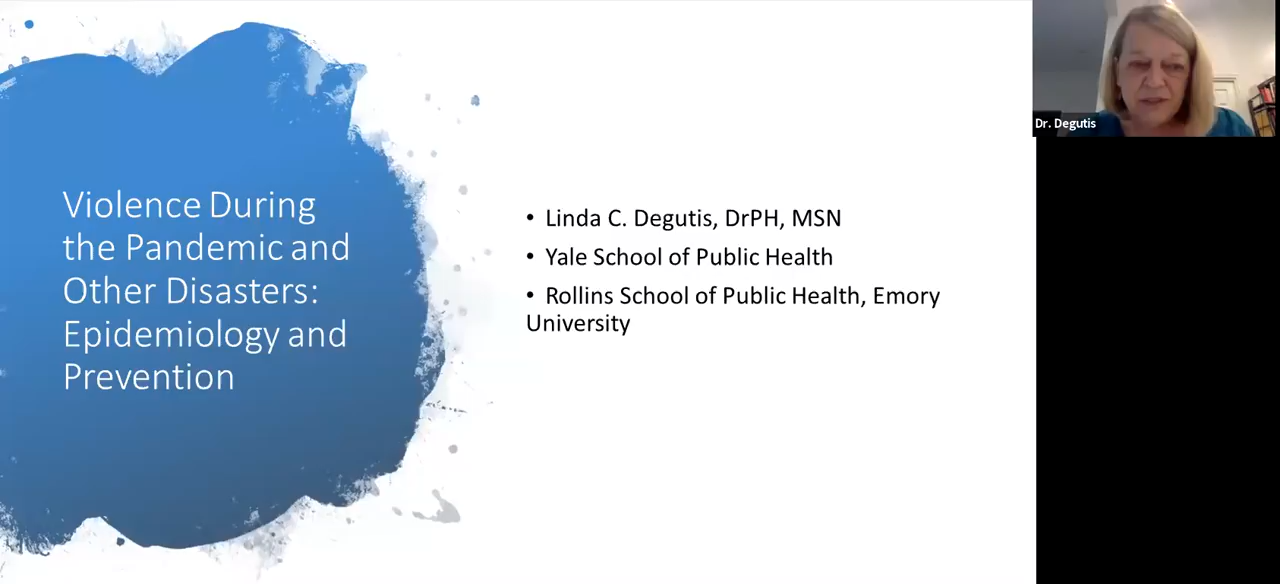 Violence During
the Pandemic and
Other Disasters:
Epidemiology and
Prevention
• Linda C. Degutis, DrPH, MSN
• Yale School of Public Health
• Rollins School of Public Health, Emory
University
Dr. Degutis